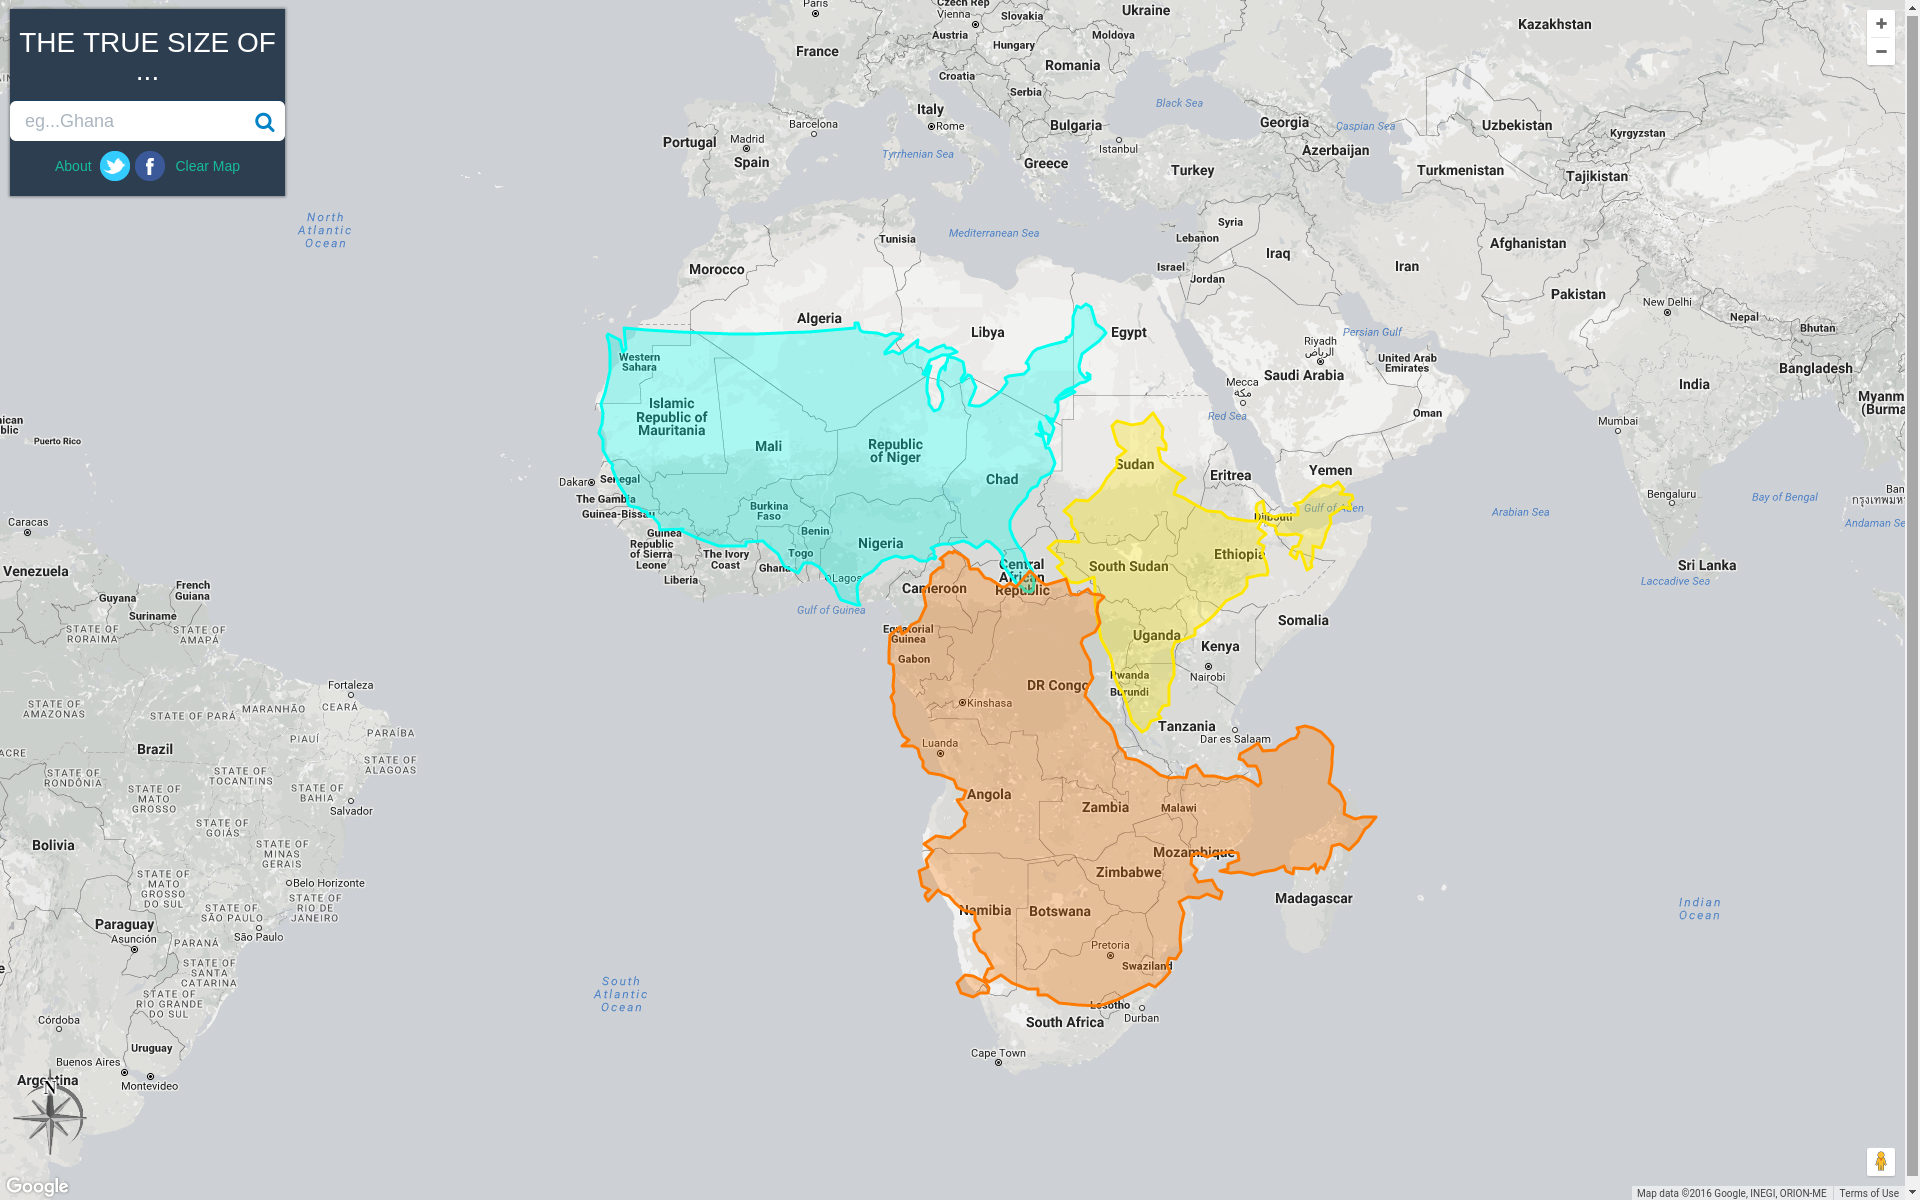 THE TRUE SIZE OF
...
eg...Ghana
About
Clear Map
Paris
Czech Rep
Vienna
Slovakia
Ukraine
Kazakhstan
Austria
Hungary
Moldova
France
Romania
Croatia
Serbia
Black Sea
Italy
Rome
Barcelona
Bulgaria
Georgia
Caspian Sea
Uzbekistan
Kyrgyzstan
Portugal
Madrid
Spain
Tyrrhenian Sea
Greece
Istanbul
Azerbaijan
Turkey
Turkmenistan
Tajikistan
North
Atlantic
Ocean
Tunisia
Mediterranean Sea
Syria
Lebanon
Iraq
Afghanistan
Morocco
Israel
Jordan
Iran
Pakistan
New Delhi
Nepal
Bhutan
Algeria
Libya
Egypt
Persian Gulf
Riyadh
الرياض
Western
Sahara
United Arab
Emirates
Bangladesh
Mecca
مكة
Saudi Arabia
India
Myanm
(Burma
Islamic
Republic of
Mauritania
Red Sea
Oman
Mumbai
ican
blic
Puerto Rico
Mali
Republic
of Niger
Chad
Sudan
Eritrea
Yemen
Dakar
Senegal
The Gambia
Guinea-Bissau
Burkina
Faso
Gulf of Aden
Djibouti
Arabian Sea
Bengaluru
Bay of Bengal
Ban
กรุงเทพมห
Andaman Se
Caracas
Guinea
Republic
of Sierra
Leone
Benin
Nigeria
The Ivory
Coast
Togo
Ghana
Ethiopia
Liberia
Lagos
Central
African
Republic
South Sudan
Sri Lanka
Laccadive Sea
Venezuela
Guyana
French
Guiana
Suriname
Cameroon
Gulf of Guinea
Somalia
STATE OF
RORAIMA
STATE OF
AMAPÁ
Equatorial
Guinea
Gabon
Uganda
Kenya
Nairobi
Rwanda
Burundi
DR Congo
Kinshasa
Fortaleza
CEARÁ
STATE OF
AMAZONAS
STATE OF PARÁ
MARANHÃO
PIAUÍ
PARAÍBA
Tanzania
Dar es Salaam
Luanda
ACRE
Brazil
STATE OF
ALAGOAS
STATE OF
RONDÔNIA
STATE OF
TOCANTINS
STATE OF
MATO
GROSSO
STATE OF
BAHIA
Salvador
Angola
Zambia
Malawi
STATE OF
GOIÁS
Bolivia
STATE OF
MINAS
GERAIS
Mozambique
Zimbabwe
STATE OF
MATO
GROSSO
DO SUL
Belo Horizonte
STATE OF
RIO DE
JANEIRO
STATE OF
SÃO PAULO
Madagascar
Namibia
Botswana
Indian
Ocean
Paraguay
Asunción
São Paulo
PARANÁ
Pretoria
Swaziland
STATE OF
SANTA
CATARINA
STATE OF
RIO GRANDE
DO SUL
South
Atlantic
Ocean
Lesotho
Durban
South Africa
Córdoba
Uruguay
Cape Town
Buenos Aires
Montevideo
Argentina
N
Google
Map data ©2016 Google, INEGI, ORION-ME
Terms of Use